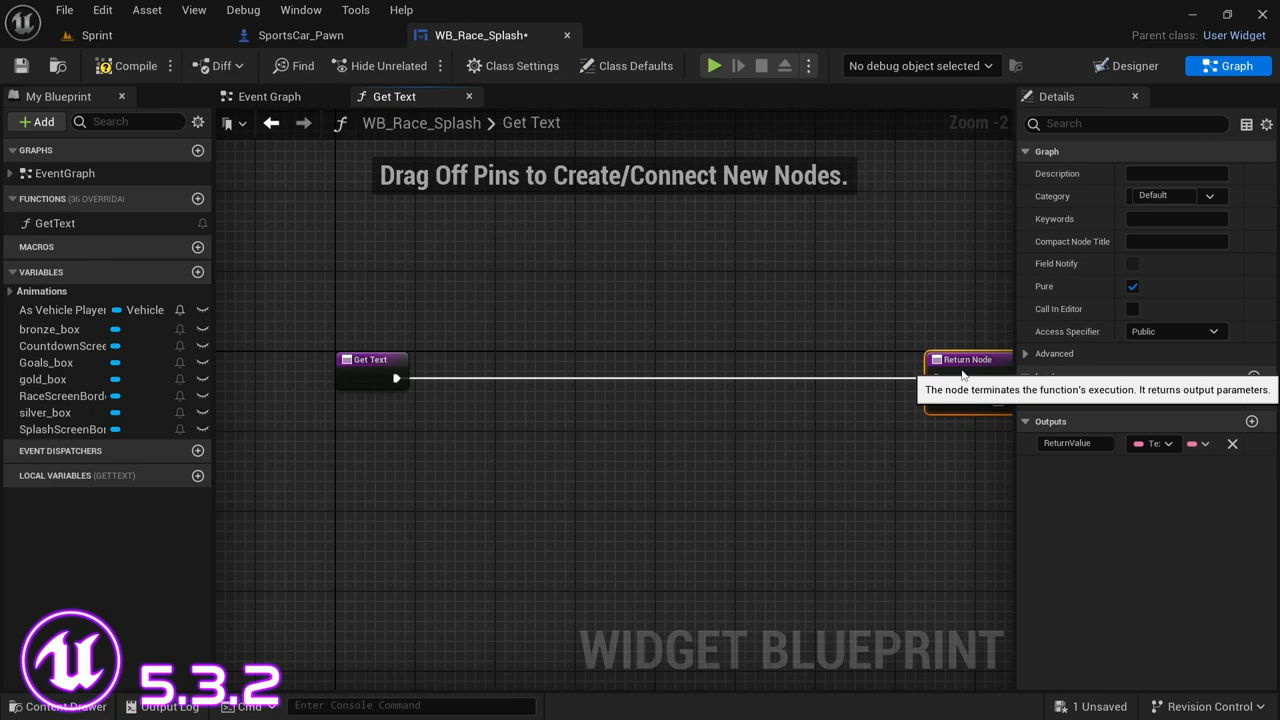 File Edit Asset View Debug Window Tools Help
Sprint SportsCar_Pawn WB_Race_Splash* Parent class: User Widget
Compile Diff Find Hide Unrelated Class Settings Class Defaults No debug object selected Designer Graph
My Blueprint Event Graph Get Text Details
Add Search WB_Race_Splash > Get Text Zoom -2 Search
GRAPHS
EventGraph
FUNCTIONS (36 OVERRIDAI
GetText
MACROS
VARIABLES
Animations
As Vehicle Player Vehicle
bronze_box
CountdownScree
Goals_box
gold_box
RaceScreenBord
silver_box
SplashScreenBor
EVENT DISPATCHERS
LOCAL VARIABLES (GETTEXT)
Drag Off Pins to Create/Connect New Nodes.
Get Text
Return Node
The node terminates the function's execution. It returns output parameters.
WIDGET BLUEPRINT
Graph
Description
Category Default
Keywords
Compact Node Title
Field Notify
Pure
Call In Editor
Access Specifier Public
Advanced
Outputs
ReturnValue Te:
5.3.2
Content Drawer Output Log Cmd Enter Console Command 1 Unsaved Revision Control